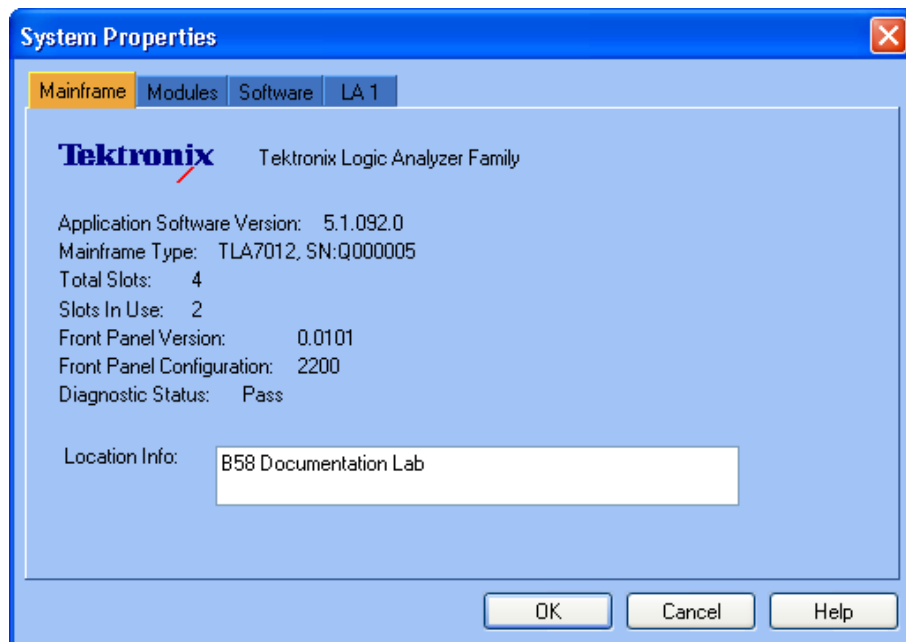 System Properties
Mainframe Modules Software LA 1
Tektronix Tektronix Logic Analyzer Family
Application Software Version: 5.1.092.0
Mainframe Type: TLA7012, SN:Q000005
Total Slots: 4
Slots In Use: 2
Front Panel Version: 0.0101
Front Panel Configuration: 2200
Diagnostic Status: Pass
Location Info: B58 Documentation Lab
OK Cancel Help